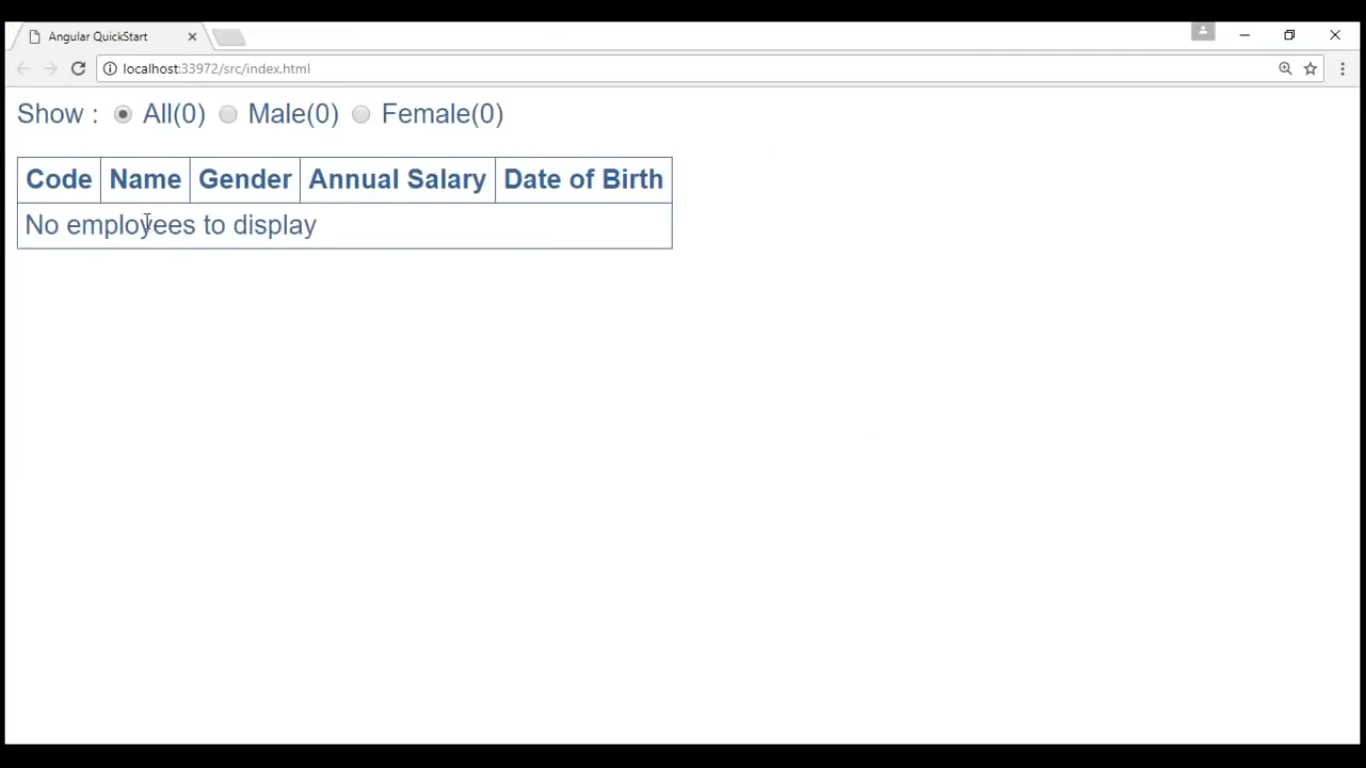 Angular QuickStart
localhost:33972/src/index.html
Show : All(0) Male(0) Female(0)
Code Name Gender Annual Salary Date of Birth
No employees to display